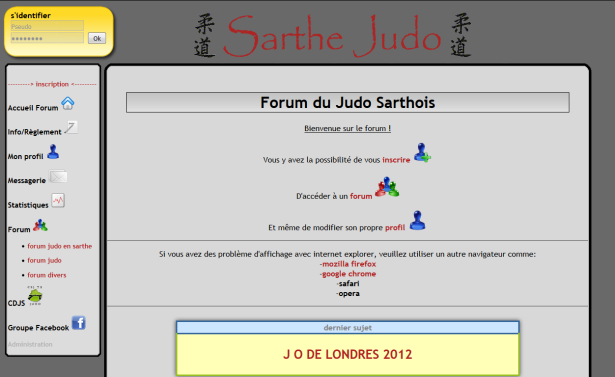 s'identifier
Pseudo
Ok
柔道 Sarthe Judo 柔道
--------> inscription <--------
Accueil Forum
Info/Règlement
Mon profil
Messagerie
Statistiques
Forum
forum judo en sarthe
forum judo
forum divers
CDJS
Groupe Facebook
Administration
Forum du Judo Sarthois
Bienvenue sur le forum !
Vous y avez la possibilité de vous inscrire
D'accéder à un forum
Et même de modifier son propre profil
Si vous avez des problème d'affichage avec internet explorer, veuillez utiliser un autre navigateur comme:
-mozilla firefox
-google chrome
-safari
-opera
dernier sujet
J O DE LONDRES 2012